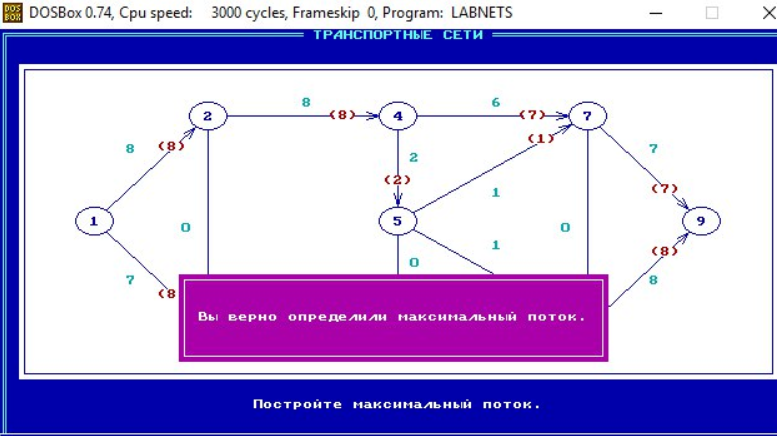 DOSBox 0.74, Cpu speed: 3000 cycles, Frameskip 0, Program: LABNETS
ТРАНСПОРТНЫЕ СЕТИ
8 6
2 (8) 4 (7) 7
8 (8) (1) 7
2
(2) (7)
1
1 5 9
0 1 0
0 (8)
7 8
(8
Вы верно определили максимальный поток.
Постройте максимальный поток.